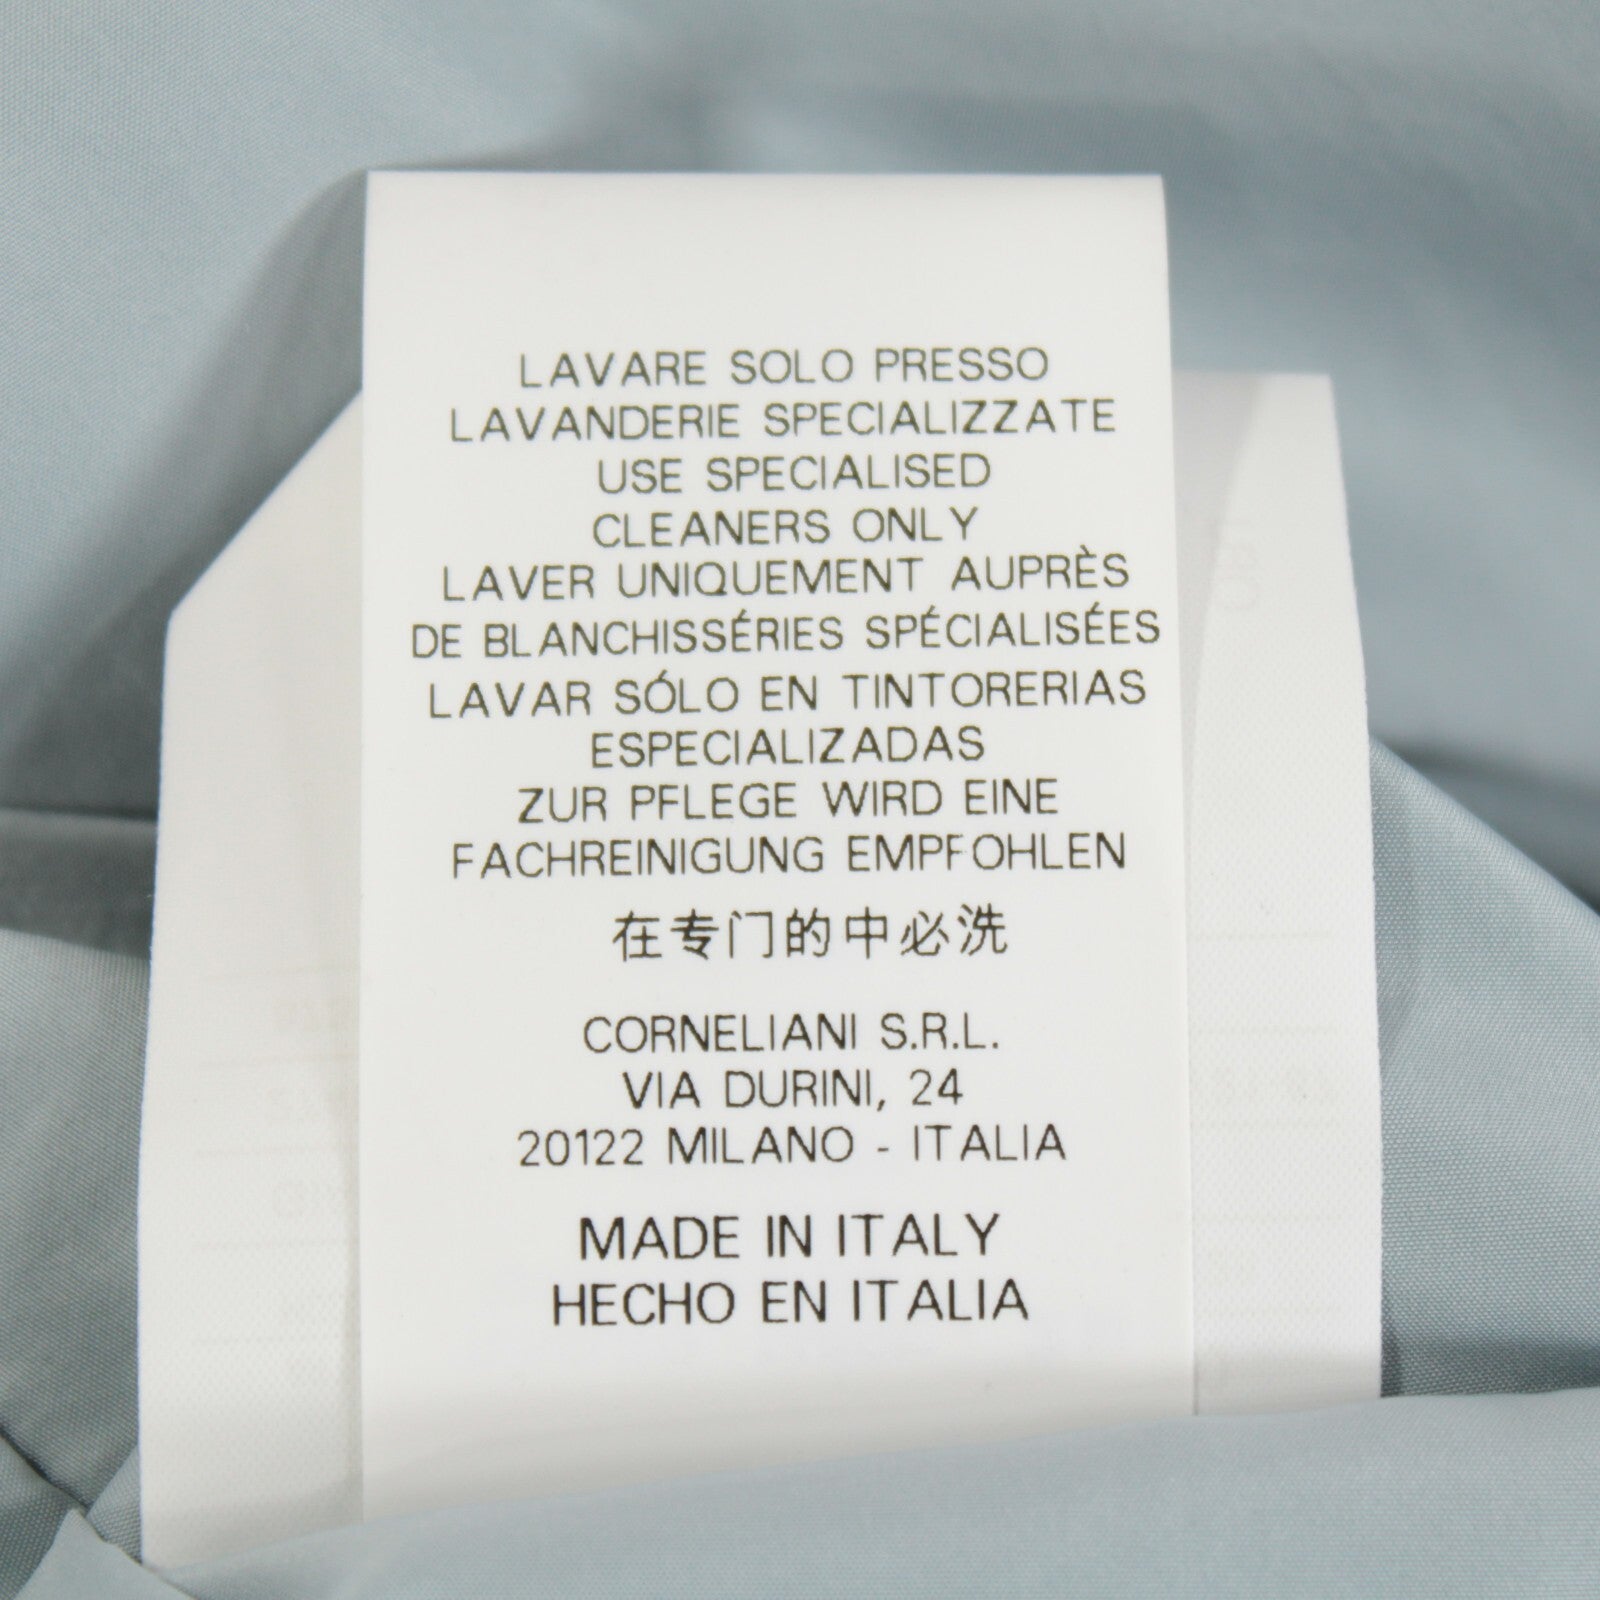 LAVARE SOLO PRESSO
LAVANDERIE SPECIALIZZATE
USE SPECIALISED
CLEANERS ONLY
LAVER UNIQUEMENT AUPRÈS
DE BLANCHISSÉRIES SPÉCIALISÉES
LAVAR SÓLO EN TINTORERIAS
ESPECIALIZADAS
ZUR PFLEGE WIRD EINE
FACHREINIGUNG EMPFOHLEN
在专门的中必洗
CORNELIANI S.R.L.
VIA DURINI, 24
20122 MILANO - ITALIA
MADE IN ITALY
HECHO EN ITALIA